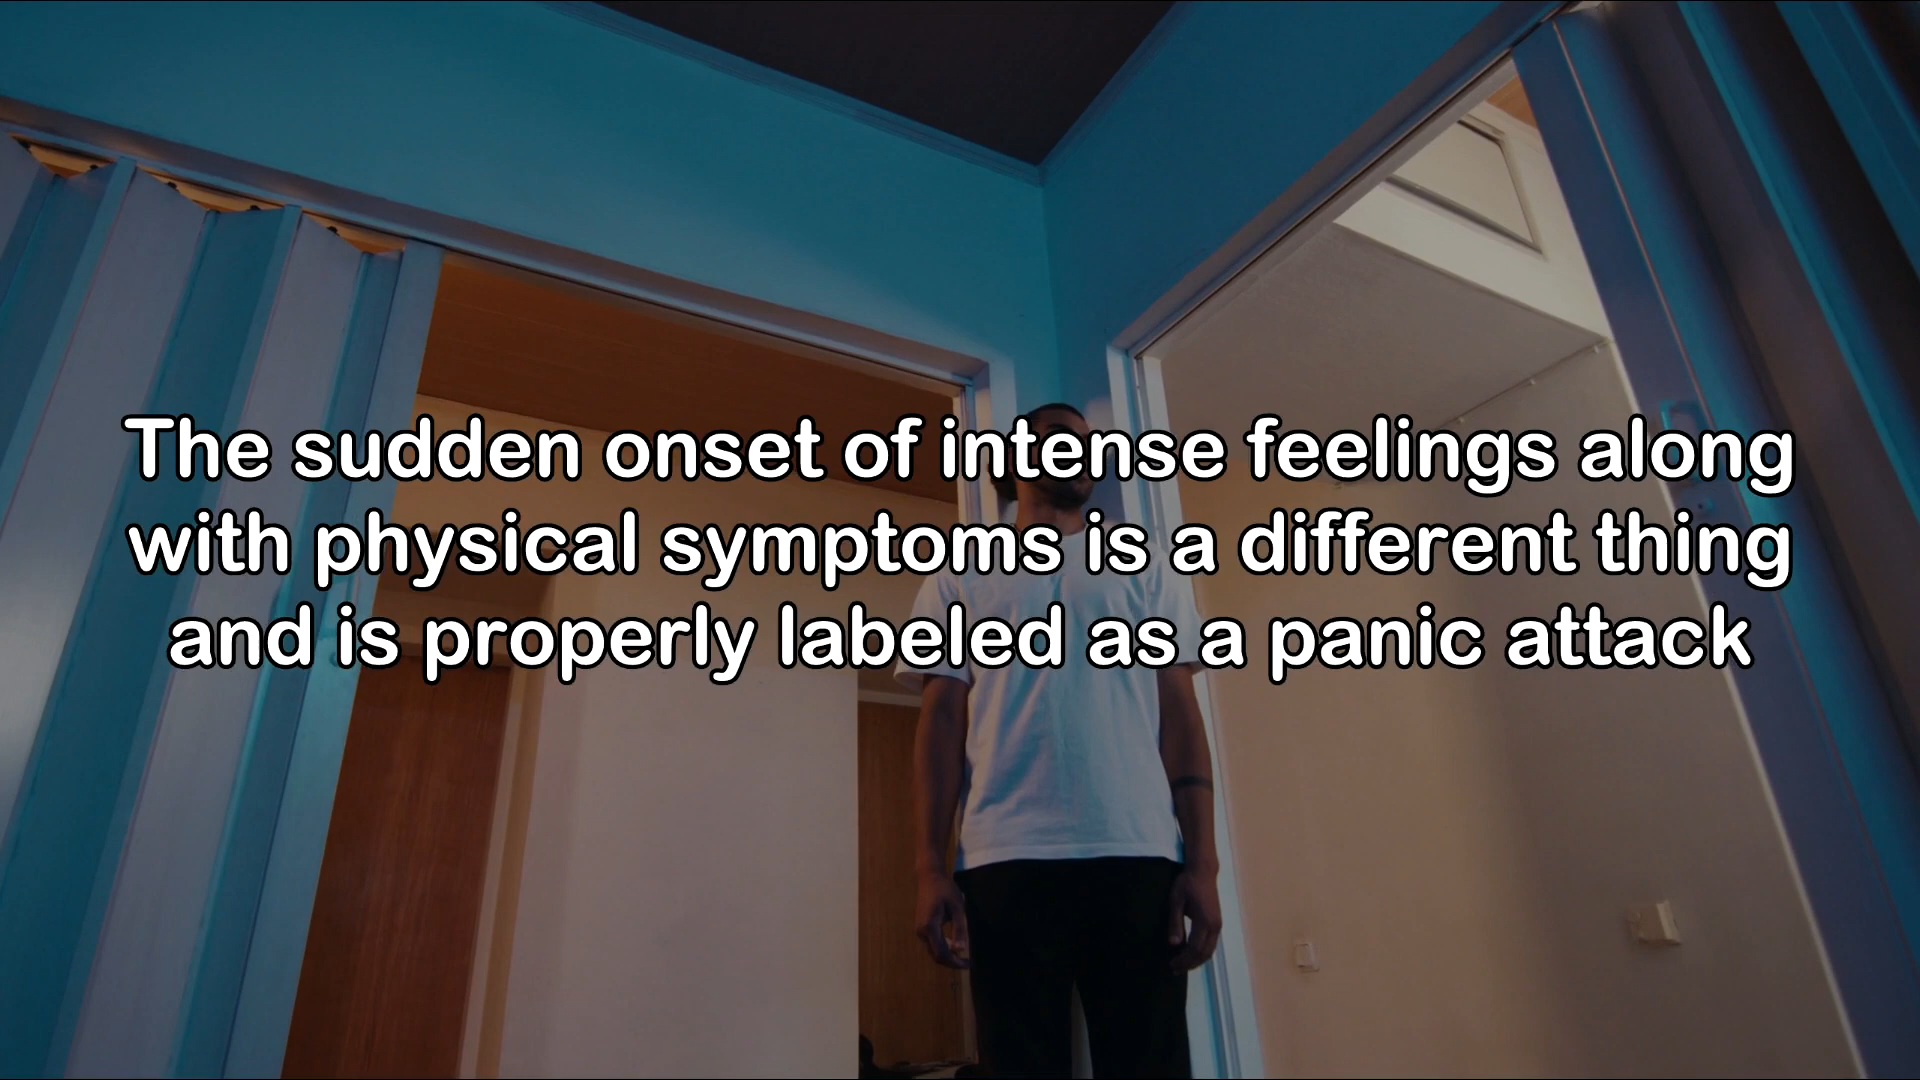 The sudden onset of intense feelings along
with physical symptoms is a different thing
and is properly labeled as a panic attack